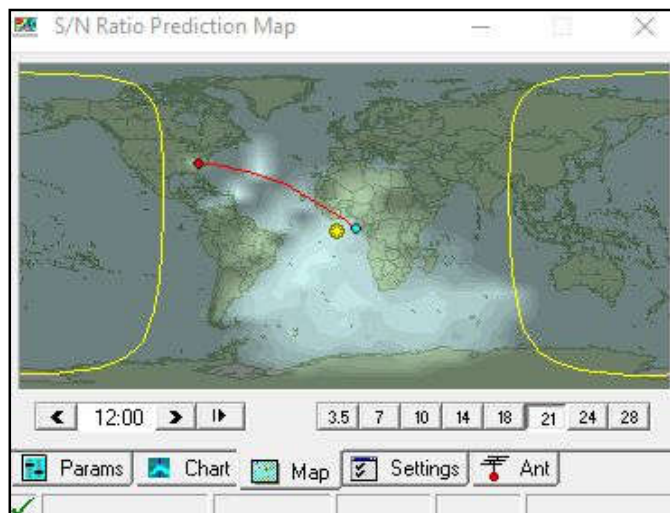 S/N Ratio Prediction Map
12:00 3.5 7 10 14 18 21 24 28
Params Chart Map Settings Ant